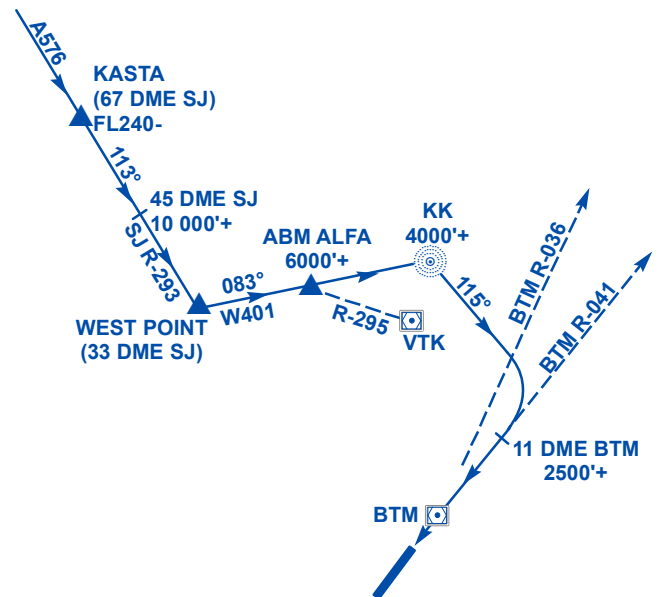 A576
KASTA
(67 DME SJ)
FL240-
113°
45 DME SJ
10 000'+
SJ R-293
WEST POINT
(33 DME SJ)
083°
W401
ABM ALFA
6000'+
R-295
VTK
KK
4000'+
115°
BTM R-036
BTM R-041
11 DME BTM
2500'+
BTM